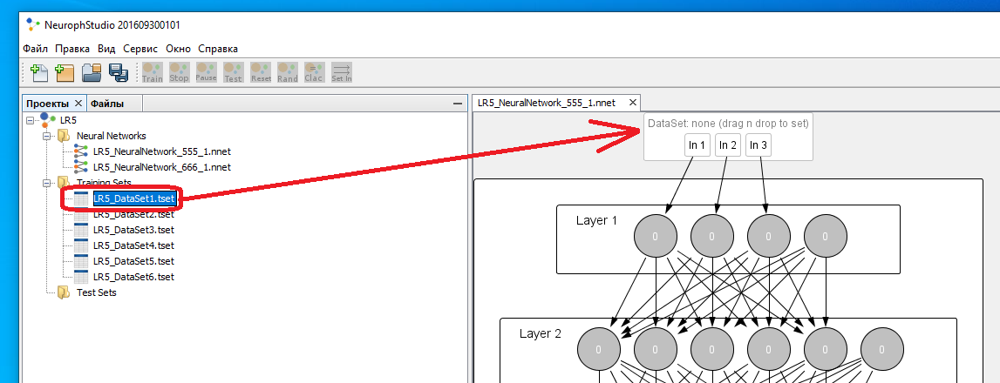 NeurophStudio 201609300101
Файл Правка Вид Сервис Окно Справка
Train Stop Pause Test Reset Rand Clac Set In
Проекты Файлы
LR5_NeuralNetwork_555_1.nnet
LR5
Neural Networks
LR5_NeuralNetwork_555_1.nnet
LR5_NeuralNetwork_666_1.nnet
Training Sets
LR5_DataSet1.tset
LR5_DataSet2.tset
LR5_DataSet3.tset
LR5_DataSet4.tset
LR5_DataSet5.tset
LR5_DataSet6.tset
Test Sets
DataSet: none (drag n drop to set)
In 1 In 2 In 3
Layer 1
0 0 0 0
Layer 2
0 0 0 0 0 0